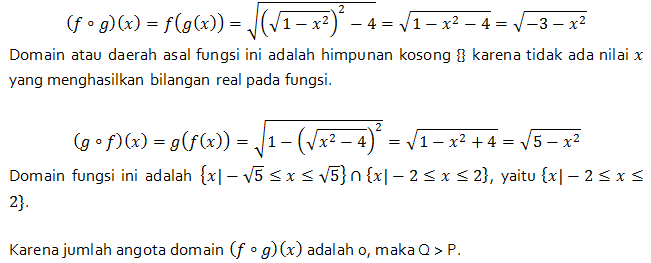 (f ∘ g)(x) = f(g(x)) = √((√(1 − x²))² − 4) = √(1 − x² − 4) = √(−3 − x²)
Domain atau daerah asal fungsi ini adalah himpunan kosong {} karena tidak ada nilai x
yang menghasilkan bilangan real pada fungsi.
(g ∘ f)(x) = g(f(x)) = √(1 − (√(x² − 4))²) = √(1 − x² + 4) = √(5 − x²)
Domain fungsi ini adalah {x| − √5 ≤ x ≤ √5} ∩ {x| − 2 ≤ x ≤ 2}, yaitu {x| − 2 ≤ x ≤
2}.
Karena jumlah angota domain (f ∘ g)(x) adalah 0, maka Q > P.